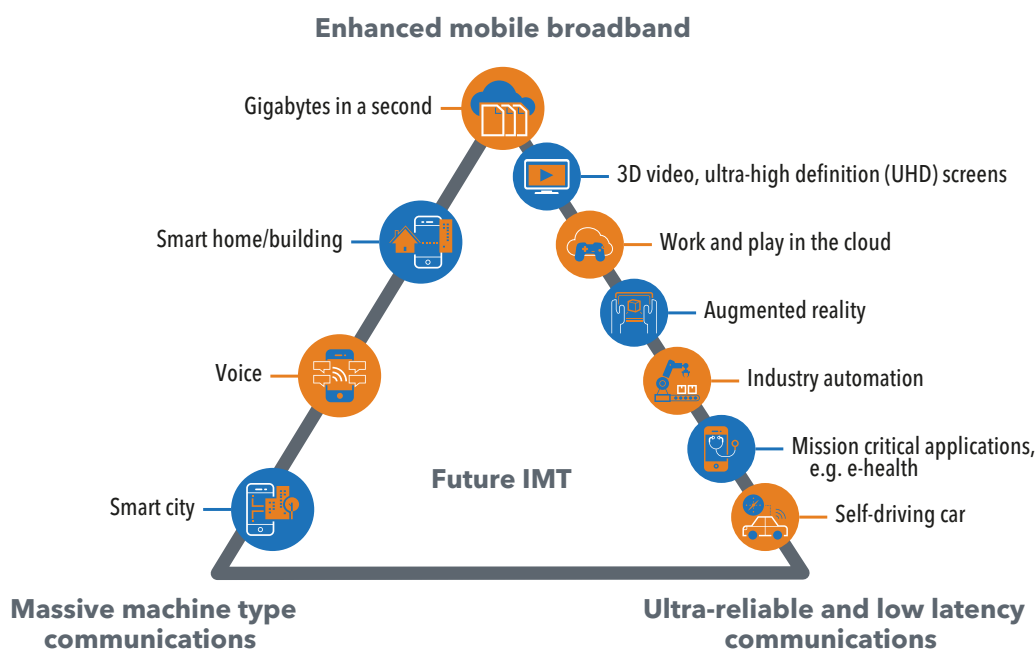 Enhanced mobile broadband
Gigabytes in a second
3D video, ultra-high definition (UHD) screens
Smart home/building
Work and play in the cloud
Augmented reality
Voice
Industry automation
Mission critical applications,
e.g. e-health
Future IMT
Smart city
Self-driving car
Massive machine type
communications
Ultra-reliable and low latency
communications